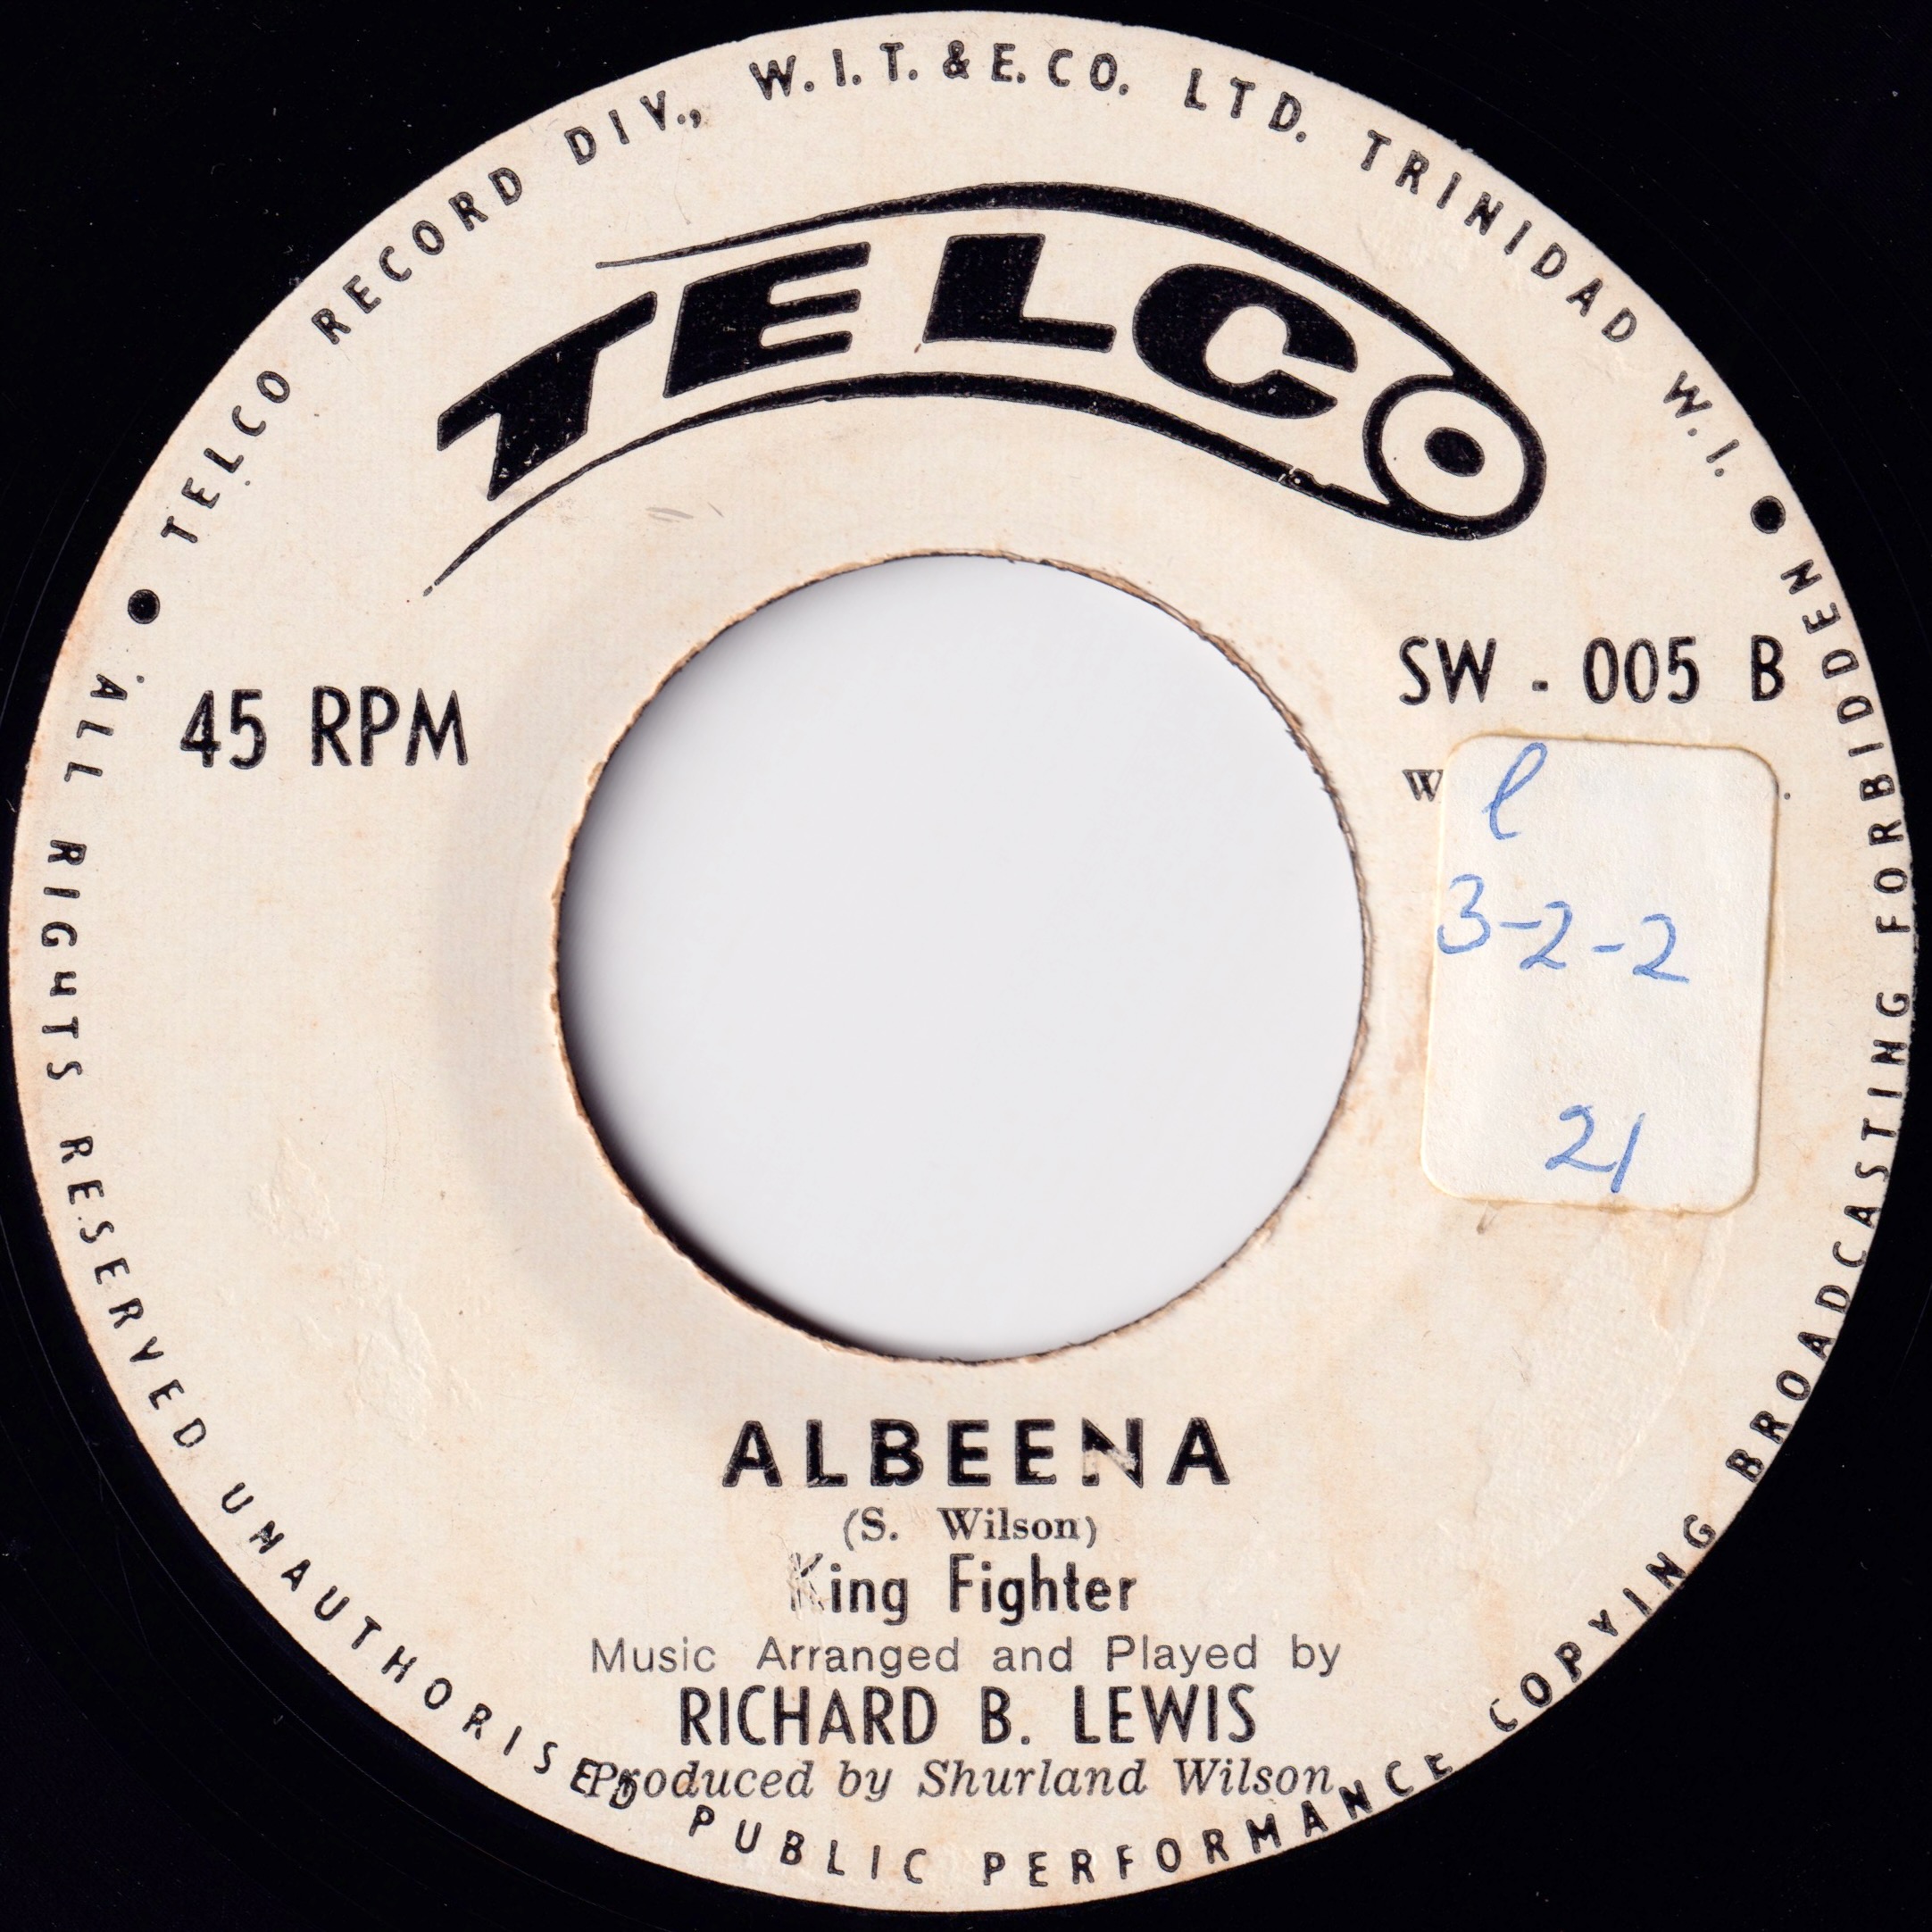 TELCO RECORD DIV., W.I.T. & E. CO. LTD. TRINIDAD W.I.
TELCO
45 RPM
SW - 005 B
3-2-2
21
ALBEENA
(S. Wilson)
King Fighter
Music Arranged and Played by
RICHARD B. LEWIS
Produced by Shurland Wilson
ALL RIGHTS RESERVED UNAUTHORISED PUBLIC PERFORMANCE COPYING BROADCASTING FORBIDDEN